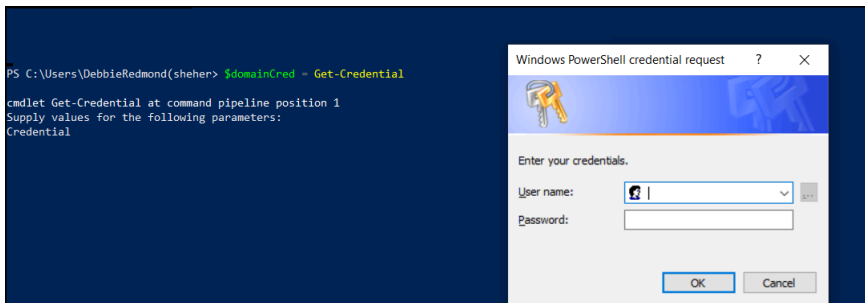 PS C:\Users\DebbieRedmond(sheher> $domainCred = Get-Credential
cmdlet Get-Credential at command pipeline position 1
Supply values for the following parameters:
Credential
Windows PowerShell credential request ?
Enter your credentials.
User name:
...
Password:
OK Cancel